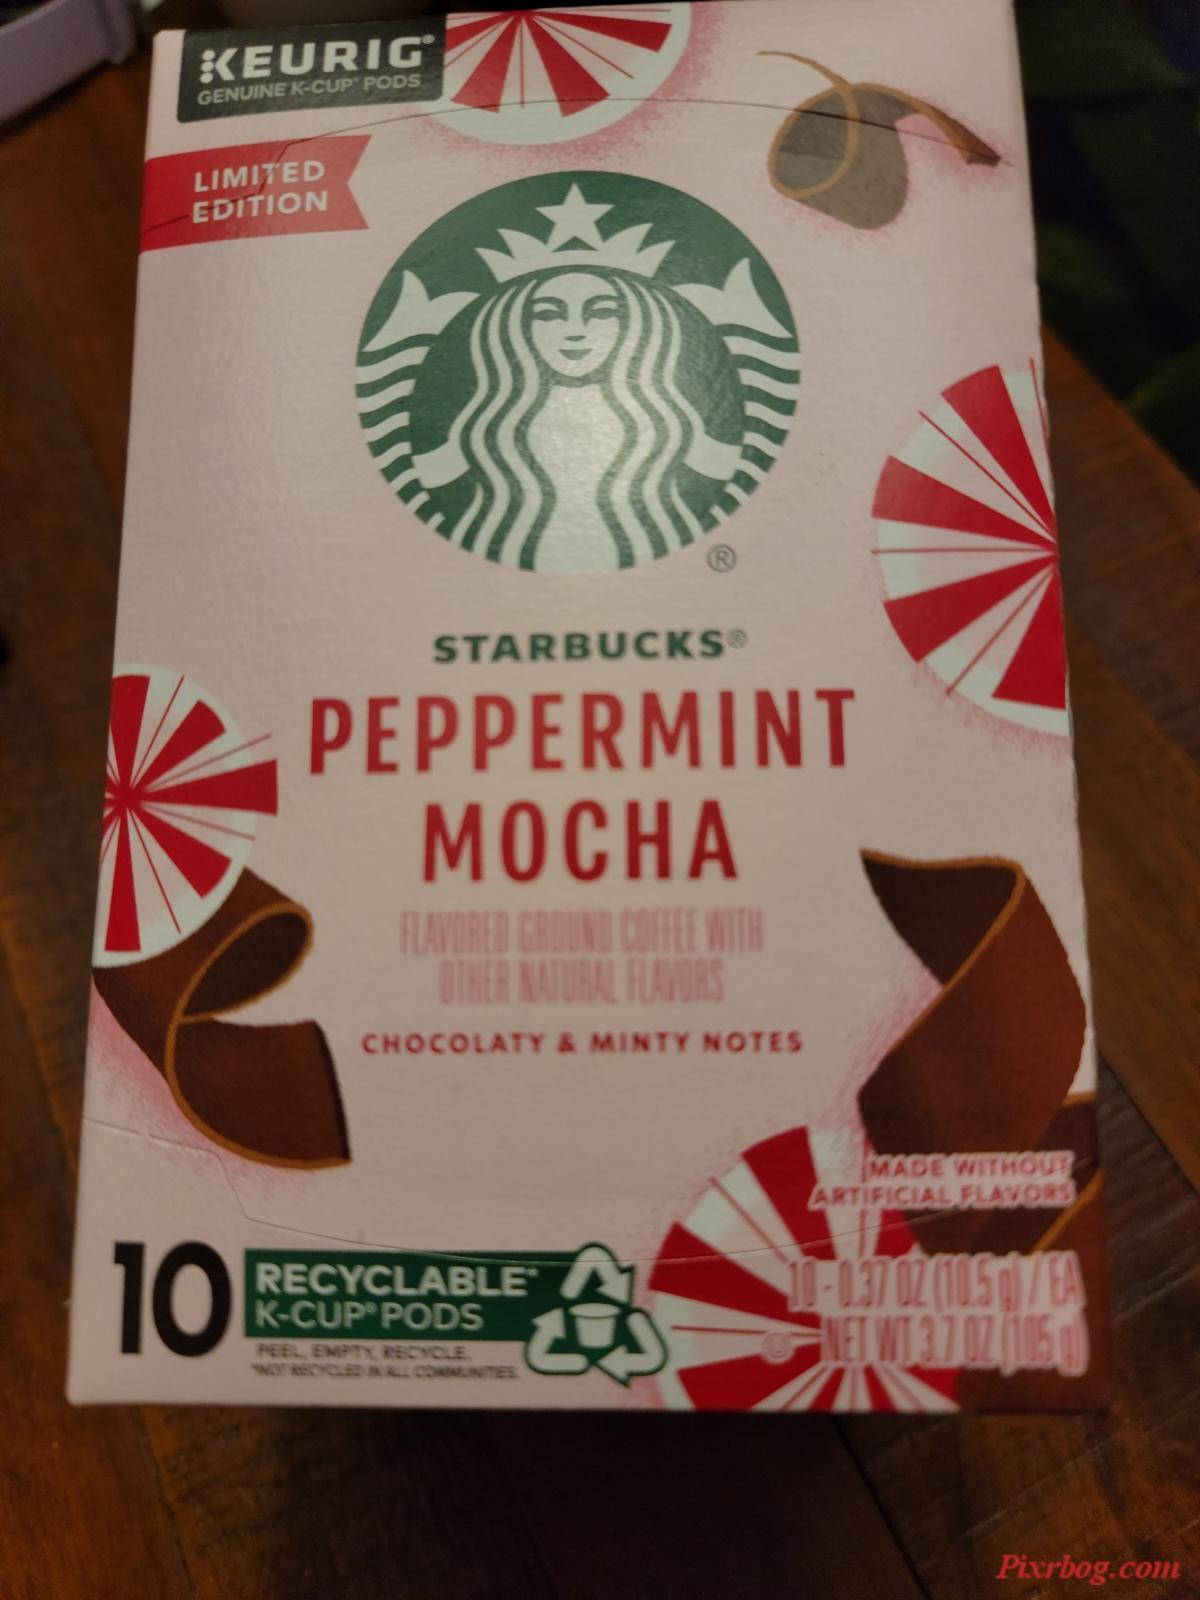 KEURIG®
GENUINE K-CUP® PODS
LIMITED
EDITION
®
STARBUCKS®
PEPPERMINT
MOCHA
FLAVORED GROUND COFFEE WITH
OTHER NATURAL FLAVORS
CHOCOLATY & MINTY NOTES
MADE WITHOUT
ARTIFICIAL FLAVORS
10 RECYCLABLE*
K-CUP® PODS
PEEL, EMPTY, RECYCLE.
*NOT RECYCLED IN ALL COMMUNITIES.
10 - 0.37 OZ (10.5 g) / EA
NET WT 3.7 OZ (105 g)
Pixrbog.com